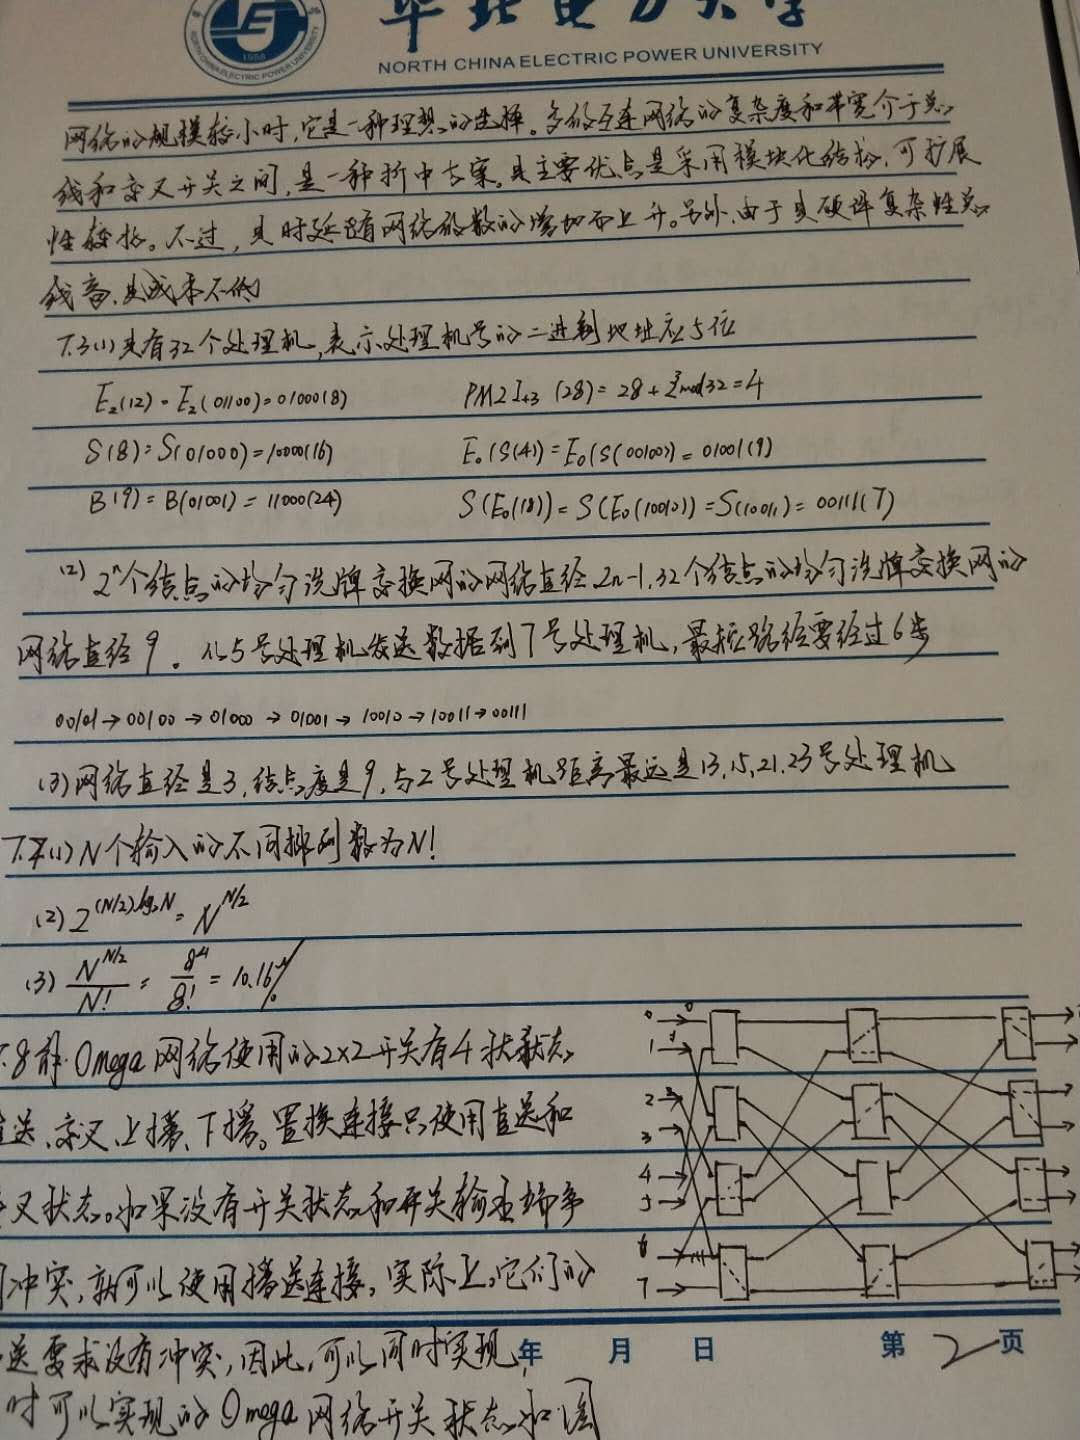 华北电力大学
NORTH CHINA ELECTRIC POWER UNIVERSITY
网络的规模较小时,它是一种理想的选择。多级互连网络的复杂度和带宽介于总
线和交叉开关之间,是一种折中方案。其主要优点是采用模块化结构,可扩展
性较好。不过,其时延随网络级数的增加而上升。另外,由于其硬件复杂性比总
线高,其成本不低
7.3(1)共有32个处理机,表示处理机号的二进制地址应5位
E₂(12)=E₂(01100)=01000(8) PM2I₊₃(28)=28+2³mod32=4
S(8)=S(01000)=10000(16) E₀(S(4))=E₀(S(00100))=01001(9)
B(9)=B(01001)=11000(24) S(E₀(18))=S(E₀(10010))=S(10011)=00111(7)
(2) 2ⁿ个结点的均匀洗牌交换网的网络直径2n-1,32个结点的均匀洗牌交换网的
网络直径9。从5号处理机发送数据到7号处理机,最短路径要经过6步
00101→00100→01000→01001→10010→10011→00111
(3)网络直径是3,结点度是9,与2号处理机距离最远是13,15,21,23号处理机
7.7(1)N个输入的不同排列数为N!
(2) 2^(N/2)log₂N = N^N/2
(3) N^N/2/N! = 8⁴/8! = 10.16%
7.8解:Omega网络使用的2×2开关有4状状态
直送、交叉、上播、下播。置换连接只使用直送和
交叉状态。如果没有开关状态和开关输出端争
用冲突,就可以使用播送连接。实际上,它们的
送要求没有冲突,因此,可以同时实现,
时可以实现的Omega网络开关状态如图
0
1
2
3
4
5
6
7
年 月 日 第 2 页